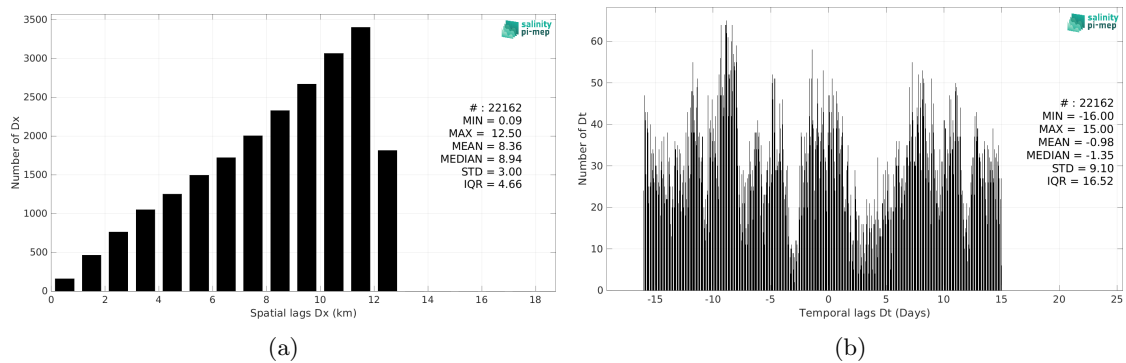 3500
3000
2500
2000
1500
1000
500
0
Number of Dx
0 2 4 6 8 10 12 14 16 18
Spatial lags Dx (km)
salinity
pi-mep
# : 22162
MIN = 0.09
MAX = 12.50
MEAN = 8.36
MEDIAN = 8.94
STD = 3.00
IQR = 4.66
(a)
60
50
40
30
20
10
0
Number of Dt
-15 -10 -5 0 5 10 15 20 25
Temporal lags Dt (Days)
salinity
pi-mep
# : 22162
MIN = -16.00
MAX = 15.00
MEAN = -0.98
MEDIAN = -1.35
STD = 9.10
IQR = 16.52
(b)